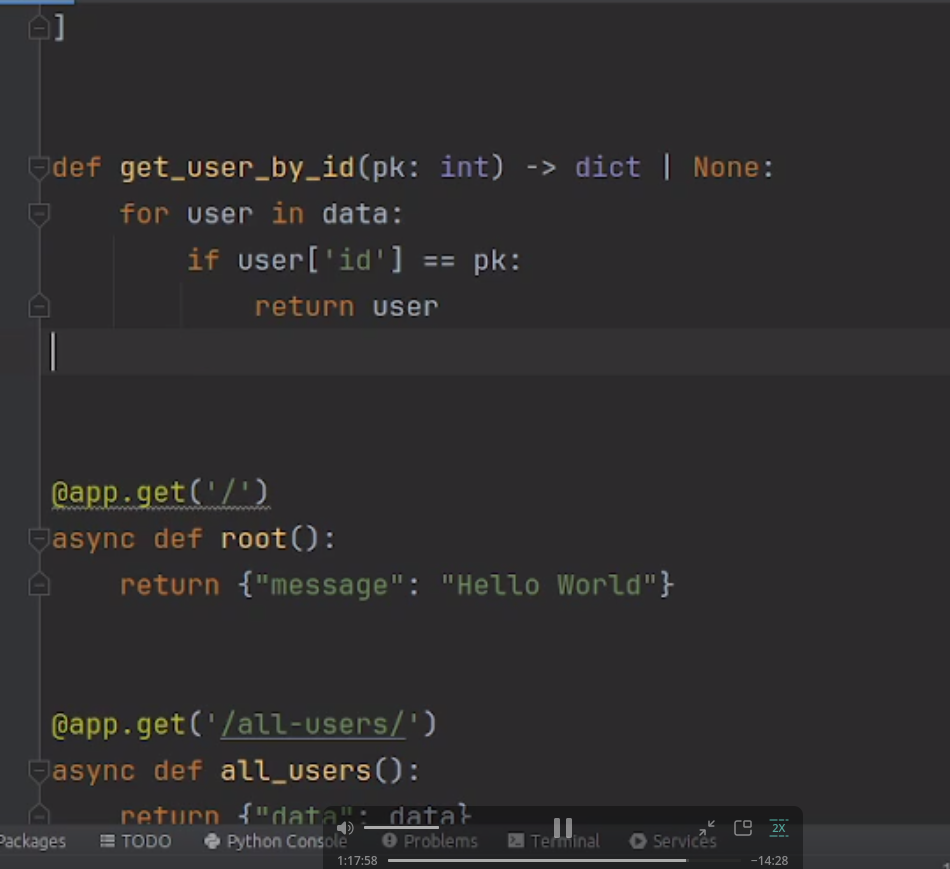 ]
def get_user_by_id(pk: int) -> dict | None:
    for user in data:
        if user['id'] == pk:
            return user
@app.get('/')
async def root():
    return {"message": "Hello World"}
@app.get('/all-users/')
async def all_users():
    return {"data": data}
Packages TODO Python Console Problems Terminal Services
2X
1:17:58 −14:28